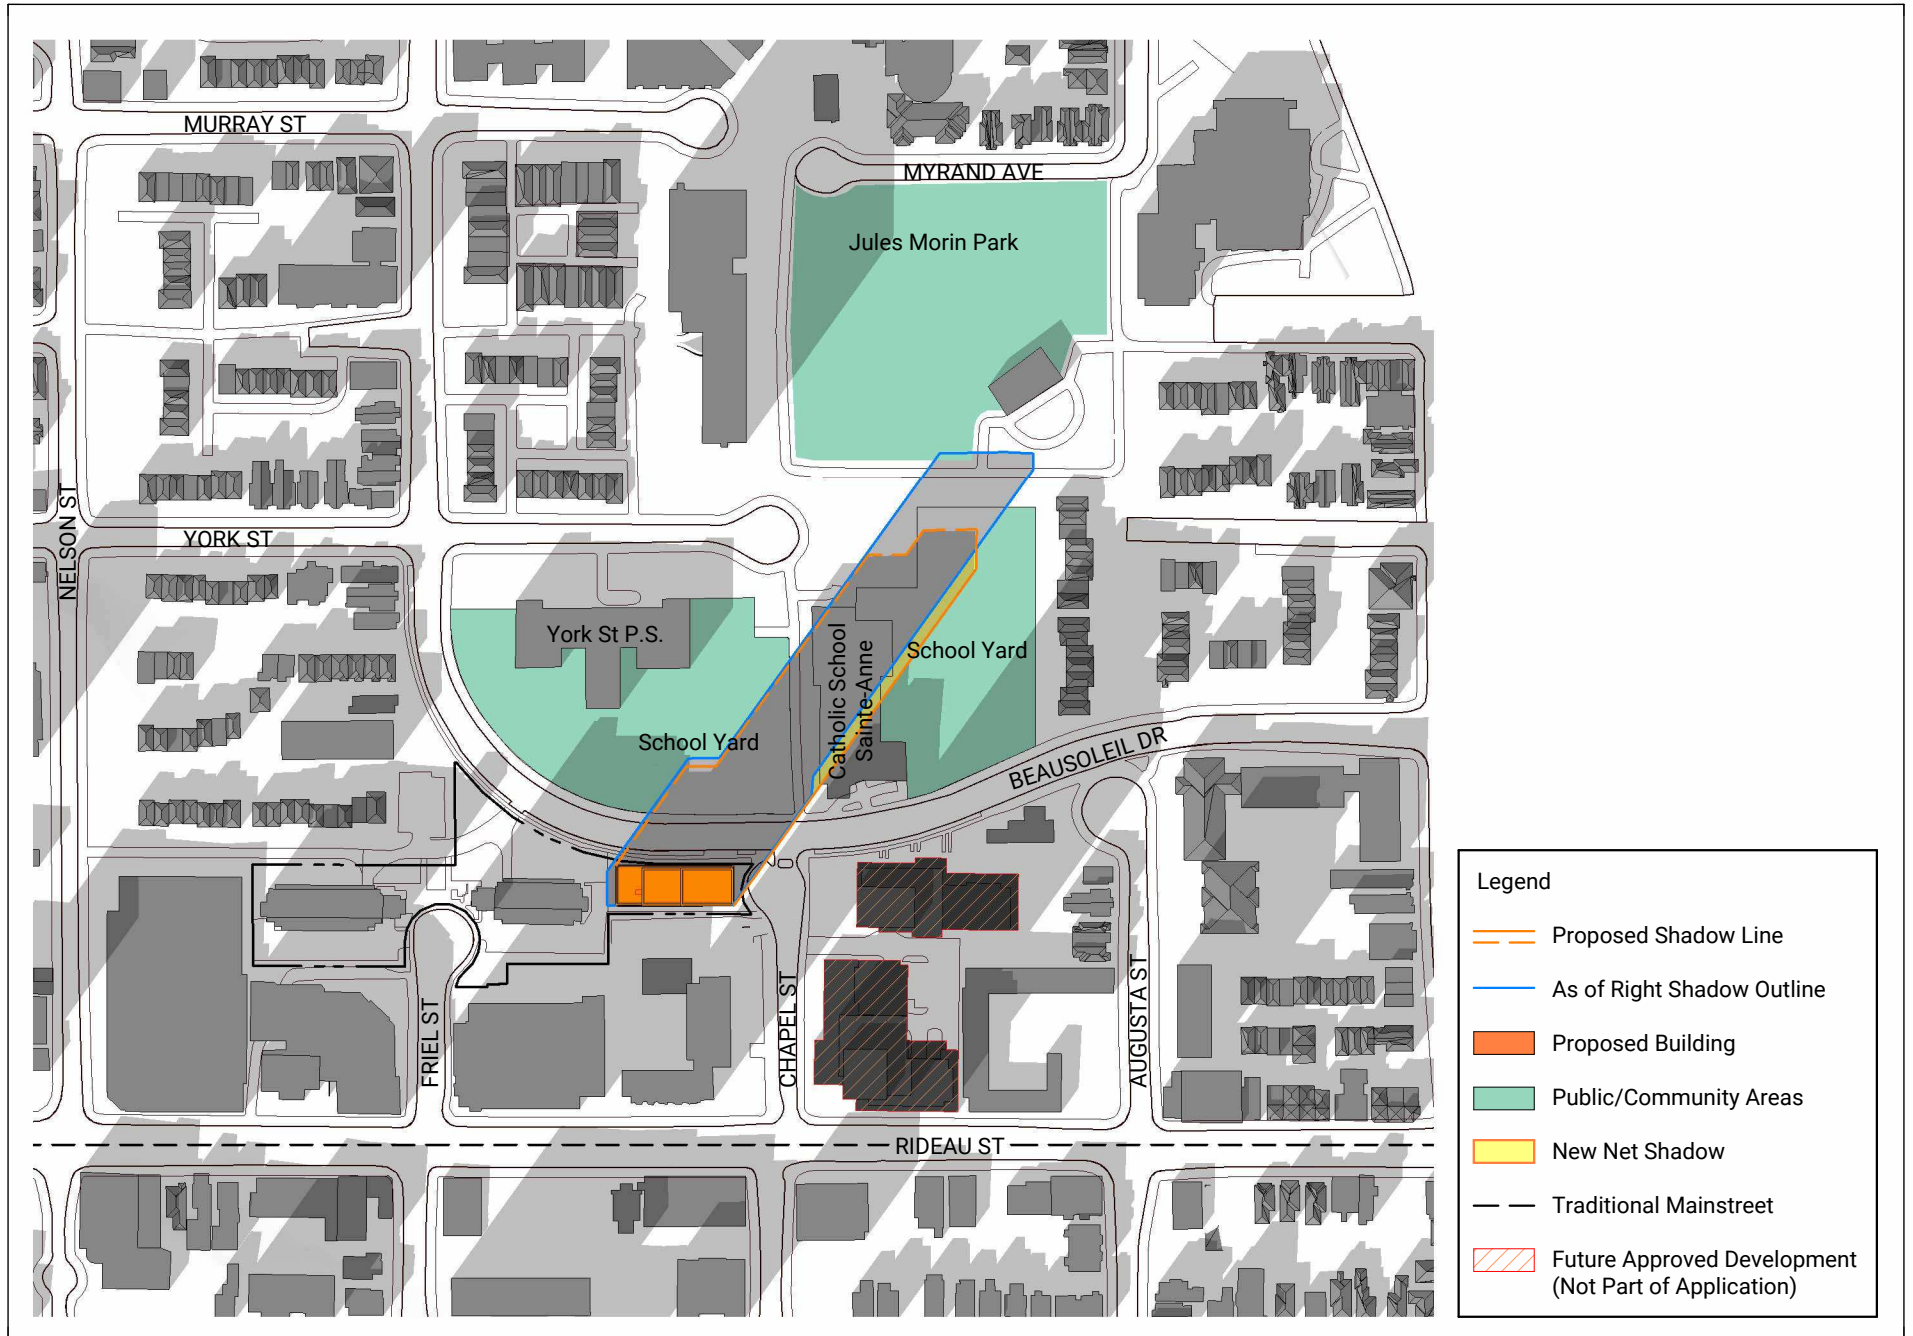 MURRAY ST
MYRAND AVE
Jules Morin Park
NELSON ST
YORK ST
York St P.S.
School Yard
Catholic School
Sainte-Anne
School Yard
BEAUSOLEIL DR
FRIEL ST
CHAPEL ST
AUGUSTA ST
RIDEAU ST
Legend
Proposed Shadow Line
As of Right Shadow Outline
Proposed Building
Public/Community Areas
New Net Shadow
Traditional Mainstreet
Future Approved Development
(Not Part of Application)